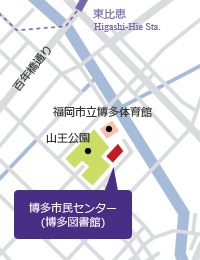 東比恵
Higashi-Hie Sta.
百年橋通り
福岡市立博多体育館
山王公園
博多市民センター
(博多図書館)